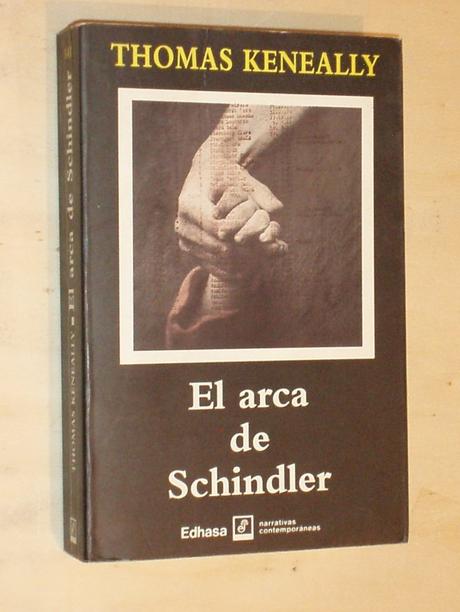 THOMAS KENEALLY
El arca
de
Schindler
Edhasa
narrativas
contemporáneas
THOMAS KENEALLY ■ El arca de Schindler